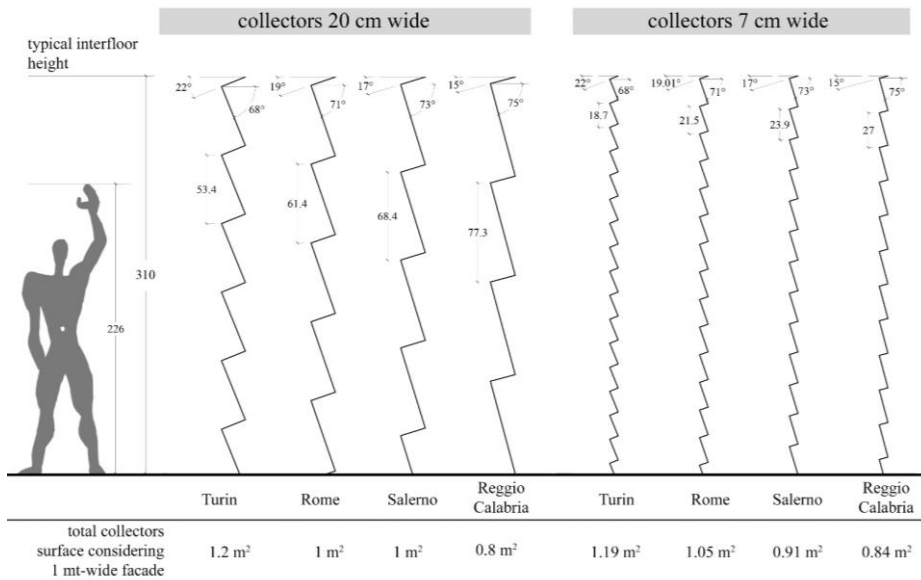 collectors 20 cm wide
collectors 7 cm wide
typical interfloor
height
22°
19°
17°
15°
22°
19.01°
17°
15°
68°
71°
73°
75°
68°
71°
73°
75°
18.7
21.5
23.9
27
53.4
61.4
68.4
77.3
310
226
Turin
Rome
Salerno
Reggio
Calabria
Turin
Rome
Salerno
Reggio
Calabria
total collectors
surface considering
1 mt-wide facade
1.2 m²
1 m²
1 m²
0.8 m²
1.19 m²
1.05 m²
0.91 m²
0.84 m²